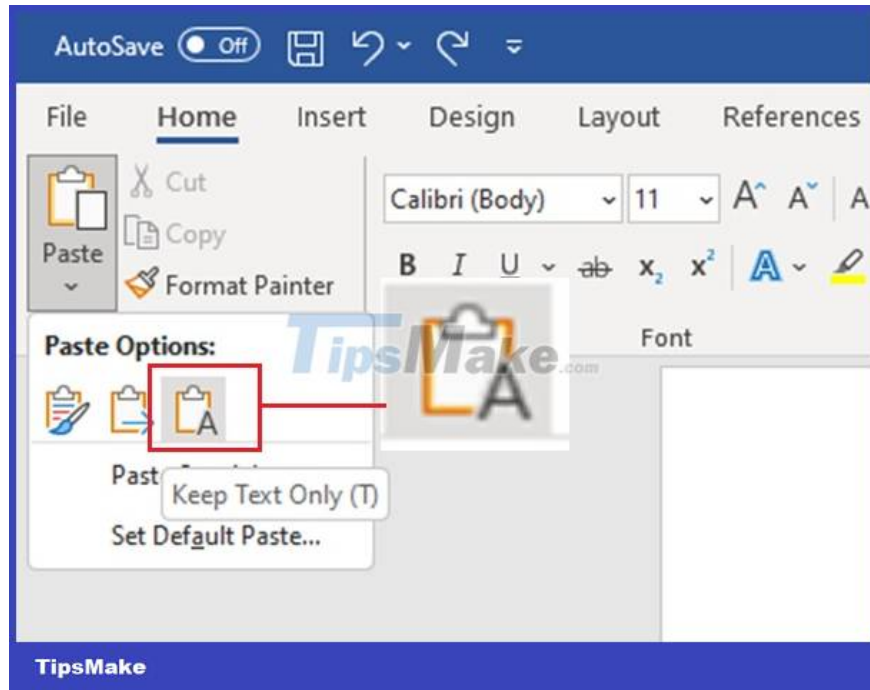 AutoSave Off
File Home Insert Design Layout References
Cut
Copy
Paste
Format Painter
Calibri (Body) 11 A A A
B I U ab x2 x2 A
Font
Paste Options:
A
A
TipsMake.com
Paste
Keep Text Only (T)
Set Default Paste...
TipsMake